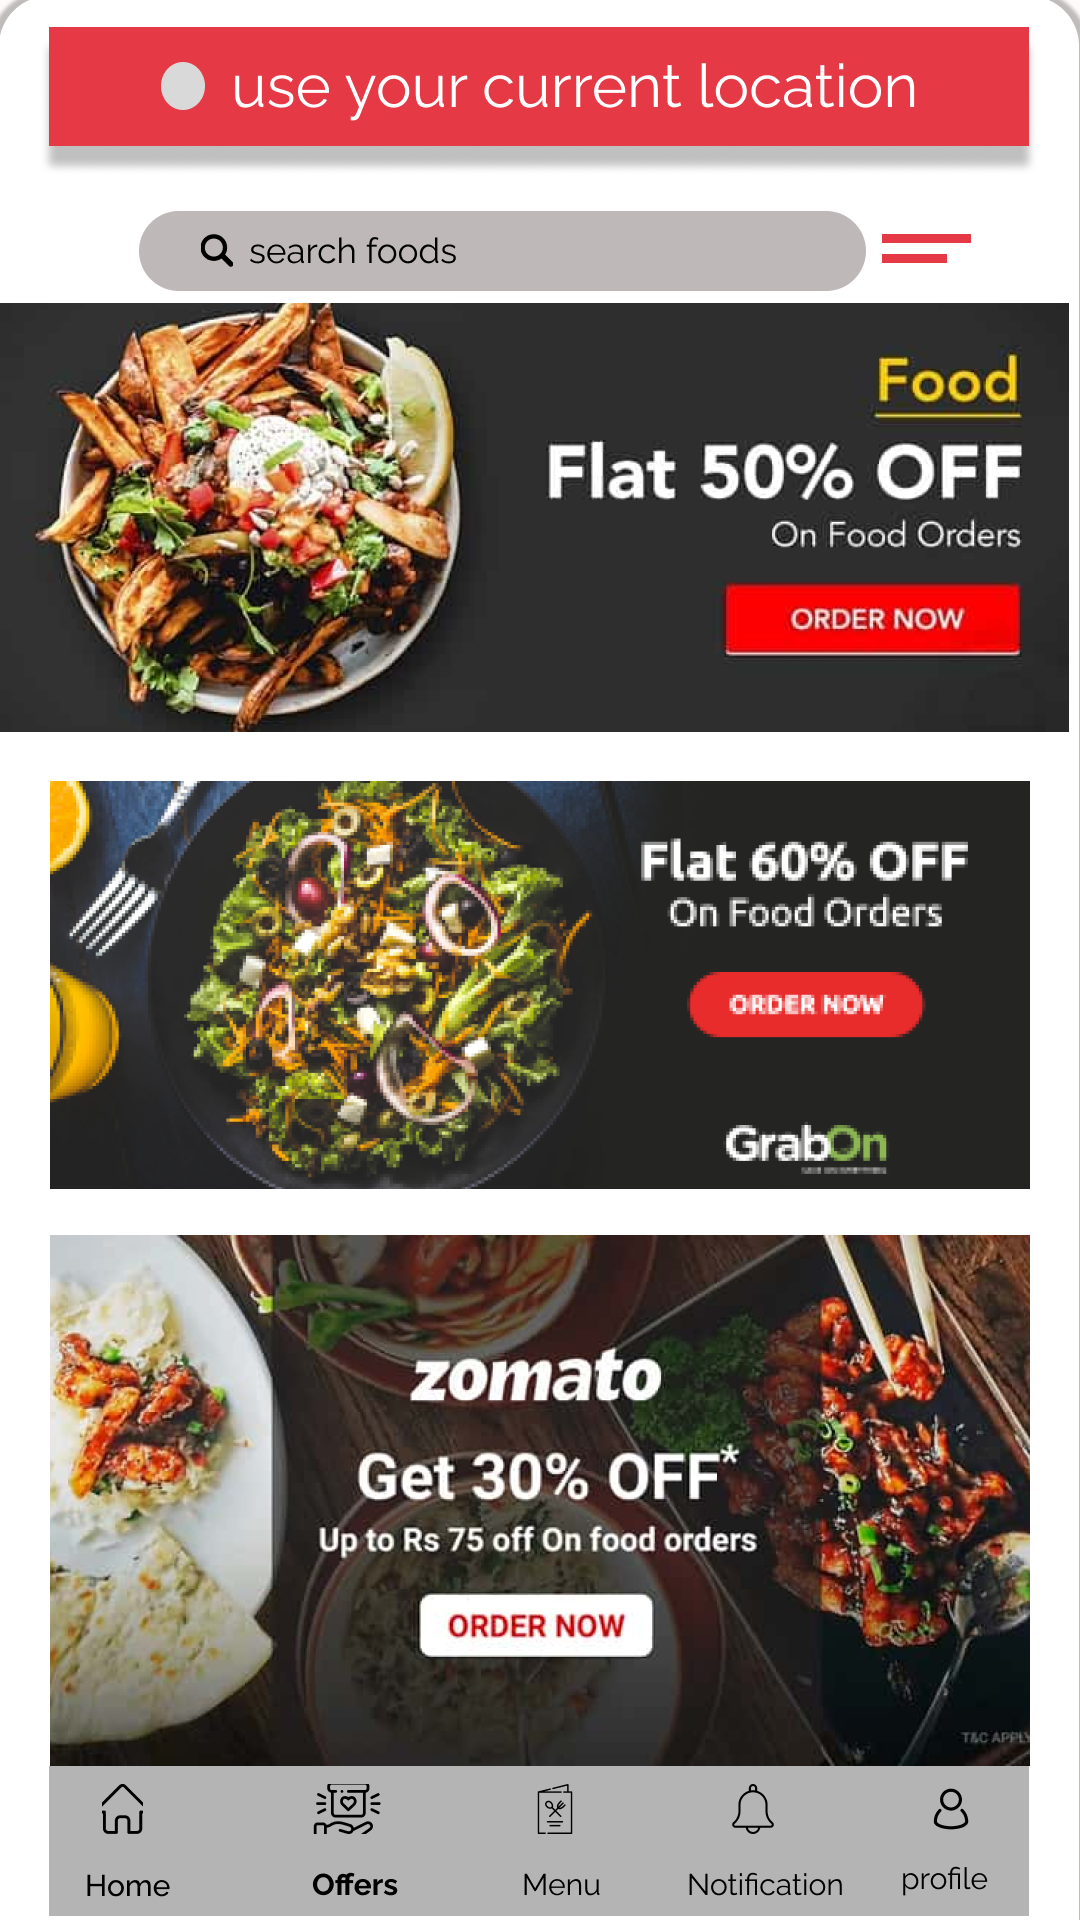 use your current location
search foods
Food
Flat 50% OFF
On Food Orders
ORDER NOW
Flat 60% OFF
On Food Orders
ORDER NOW
GrabOn
zomato
Get 30% OFF*
Up to Rs 75 off On food orders
ORDER NOW
T&C APPLY
Home
Offers
Menu
Notification
profile